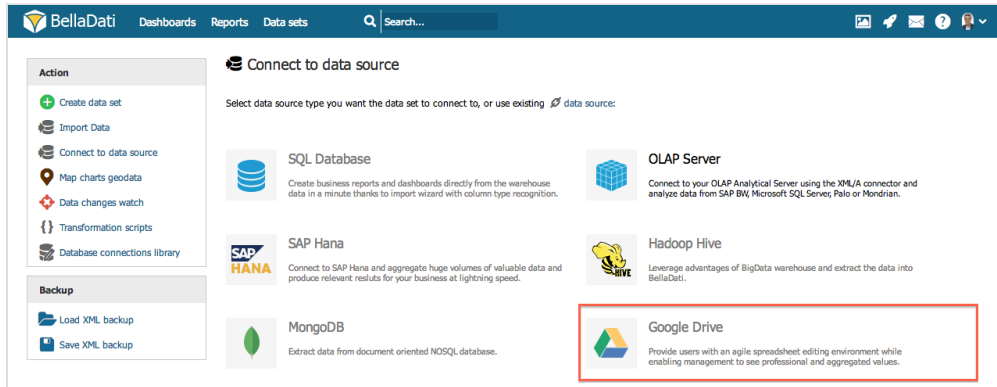 BellaDati Dashboards Reports Data sets Search...
Action
Create data set
Import Data
Connect to data source
Map charts geodata
Data changes watch
{ } Transformation scripts
Database connections library
Backup
Load XML backup
Save XML backup
Connect to data source
Select data source type you want the data set to connect to, or use existing data source:
SQL Database
Create business reports and dashboards directly from the warehouse
data in a minute thanks to import wizard with column type recognition.
OLAP Server
Connect to your OLAP Analytical Server using the XML/A connector and
analyze data from SAP BW, Microsoft SQL Server, Palo or Mondrian.
SAP
HANA
SAP Hana
Connect to SAP Hana and aggregate huge volumes of valuable data and
produce relevant resluts for your business at lightning speed.
HIVE
Hadoop Hive
Leverage advantages of BigData warehouse and extract the data into
BellaDati.
MongoDB
Extract data from document oriented NOSQL database.
Google Drive
Provide users with an agile spreadsheet editing environment while
enabling management to see professional and aggregated values.